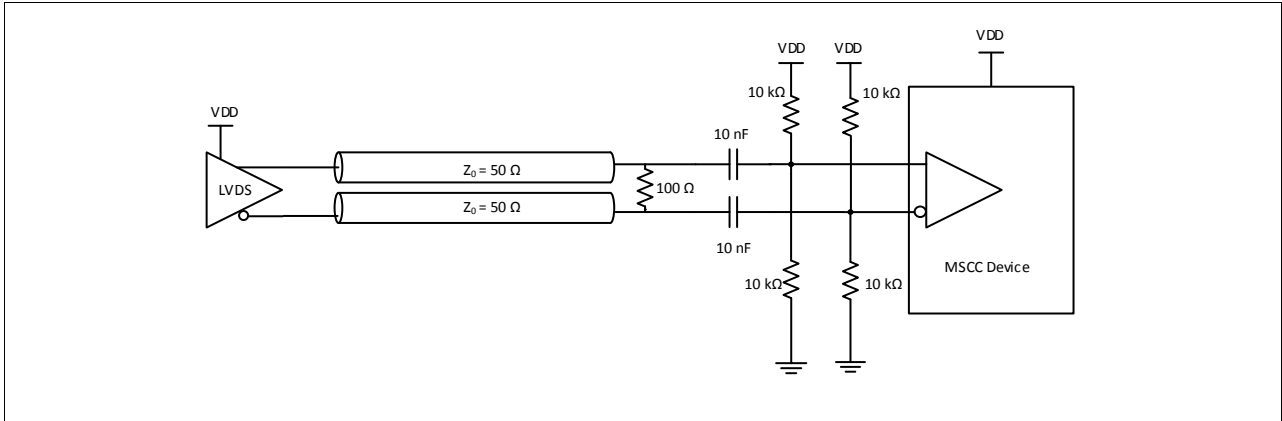 VDD
VDD
VDD
10 kΩ
10 kΩ
VDD
10 nF
Z₀ = 50 Ω
LVDS
100 Ω
Z₀ = 50 Ω
10 nF
MSCC Device
10 kΩ
10 kΩ